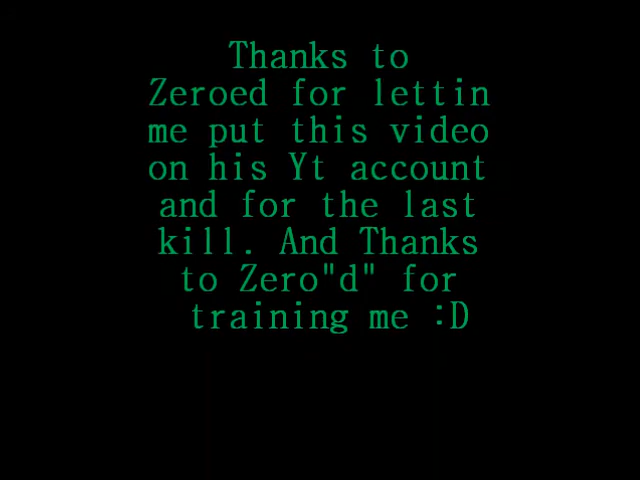 Thanks to
Zeroed for lettin
me put this video
on his Yt account
and for the last
kill. And Thanks
to Zero"d" for
training me :D